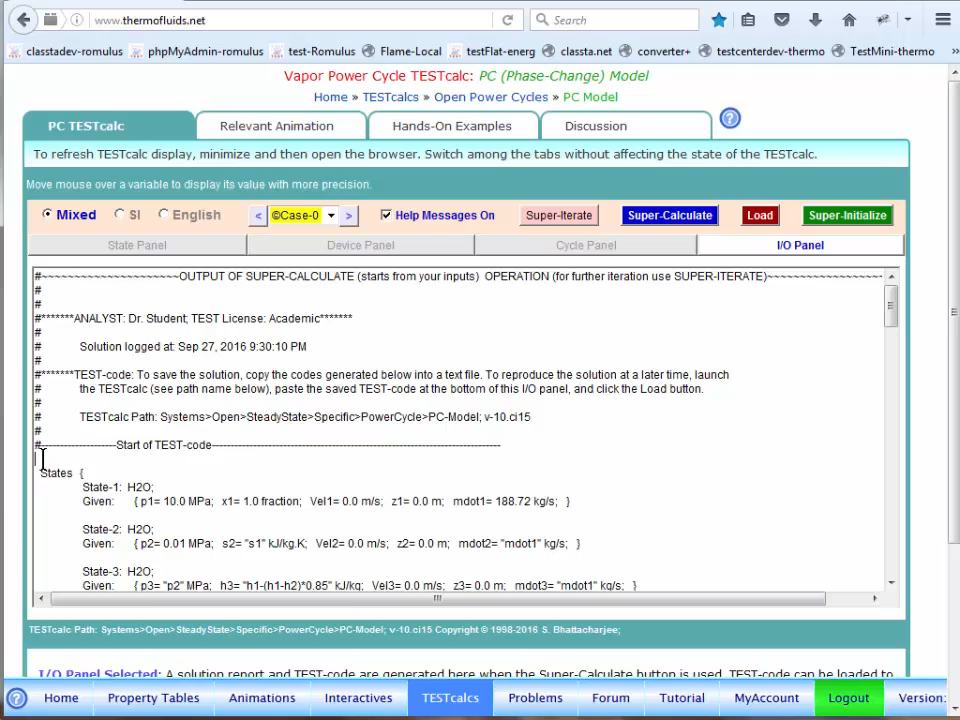 www.thermofluids.net
Search
classtadev-romulus phpMyAdmin-romulus test-Romulus Flame-Local testFlat-energ classta.net converter+ testcenterdev-thermo TestMini-thermo »
Vapor Power Cycle TESTcalc: PC (Phase-Change) Model
Home » TESTcalcs » Open Power Cycles » PC Model
PC TESTcalc Relevant Animation Hands-On Examples Discussion ?
To refresh TESTcalc display, minimize and then open the browser. Switch among the tabs without affecting the state of the TESTcalc.
Move mouse over a variable to display its value with more precision.
Mixed SI English < ©Case-0 > Help Messages On Super-Iterate Super-Calculate Load Super-Initialize
State Panel Device Panel Cycle Panel I/O Panel
#~~~~~~~~~~~~~~~~~~~~~OUTPUT OF SUPER-CALCULATE (starts from your inputs) OPERATION (for further iteration use SUPER-ITERATE)~~~~~~~~~~~~~~~~~~
#
#
#*******ANALYST: Dr. Student; TEST License: Academic*******
#
# Solution logged at: Sep 27, 2016 9:30:10 PM
#
#*******TEST-code: To save the solution, copy the codes generated below into a text file. To reproduce the solution at a later time, launch
# the TESTcalc (see path name below), paste the saved TEST-code at the bottom of this I/O panel, and click the Load button.
#
# TESTcalc Path: Systems>Open>SteadyState>Specific>PowerCycle>PC-Model; v-10.ci15
#
#--------------------Start of TEST-code----------------------------------------------------------------------
States {
State-1: H2O;
Given: { p1= 10.0 MPa; x1= 1.0 fraction; Vel1= 0.0 m/s; z1= 0.0 m; mdot1= 188.72 kg/s; }
State-2: H2O;
Given: { p2= 0.01 MPa; s2= "s1" kJ/kg.K; Vel2= 0.0 m/s; z2= 0.0 m; mdot2= "mdot1" kg/s; }
State-3: H2O;
Given: { p3= "p2" MPa; h3= "h1-(h1-h2)*0.85" kJ/kg; Vel3= 0.0 m/s; z3= 0.0 m; mdot3= "mdot1" kg/s; }
TESTcalc Path: Systems>Open>SteadyState>Specific>PowerCycle>PC-Model; v-10.ci15 Copyright © 1998-2016 S. Bhattacharjee;
I/O Panel Selected: A solution report and TEST-code are generated here when the Super-Calculate button is used. TEST-code can be loaded to
? Home Property Tables Animations Interactives TESTcalcs Problems Forum Tutorial MyAccount Logout Version: